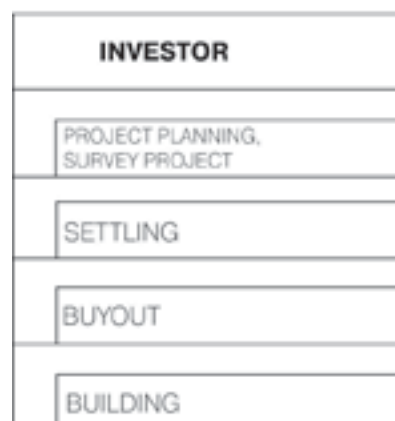 INVESTOR
PROJECT PLANNING,
SURVEY PROJECT
SETTLING
BUYOUT
BUILDING